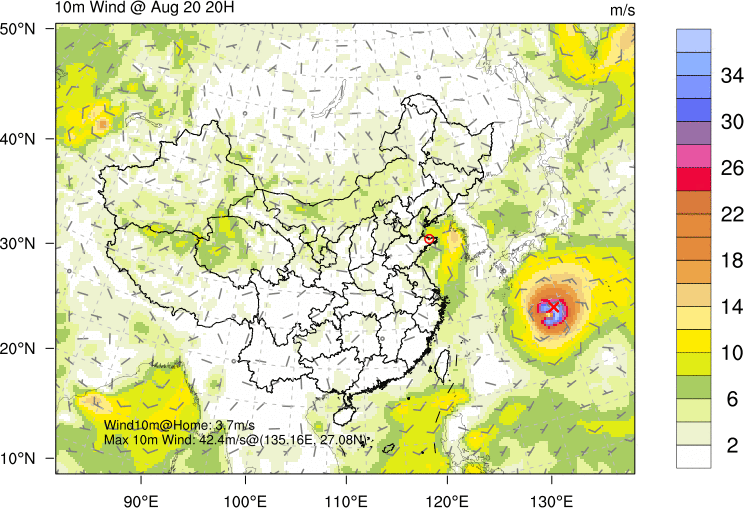 10m Wind @ Aug 20 20H
m/s
50°N
40°N
30°N
20°N
10°N
90°E
100°E
110°E
120°E
130°E
34
30
26
22
18
14
10
6
2
Wind10m@Home: 3.7m/s
Max 10m Wind: 42.4m/s@(135.16E, 27.08N)